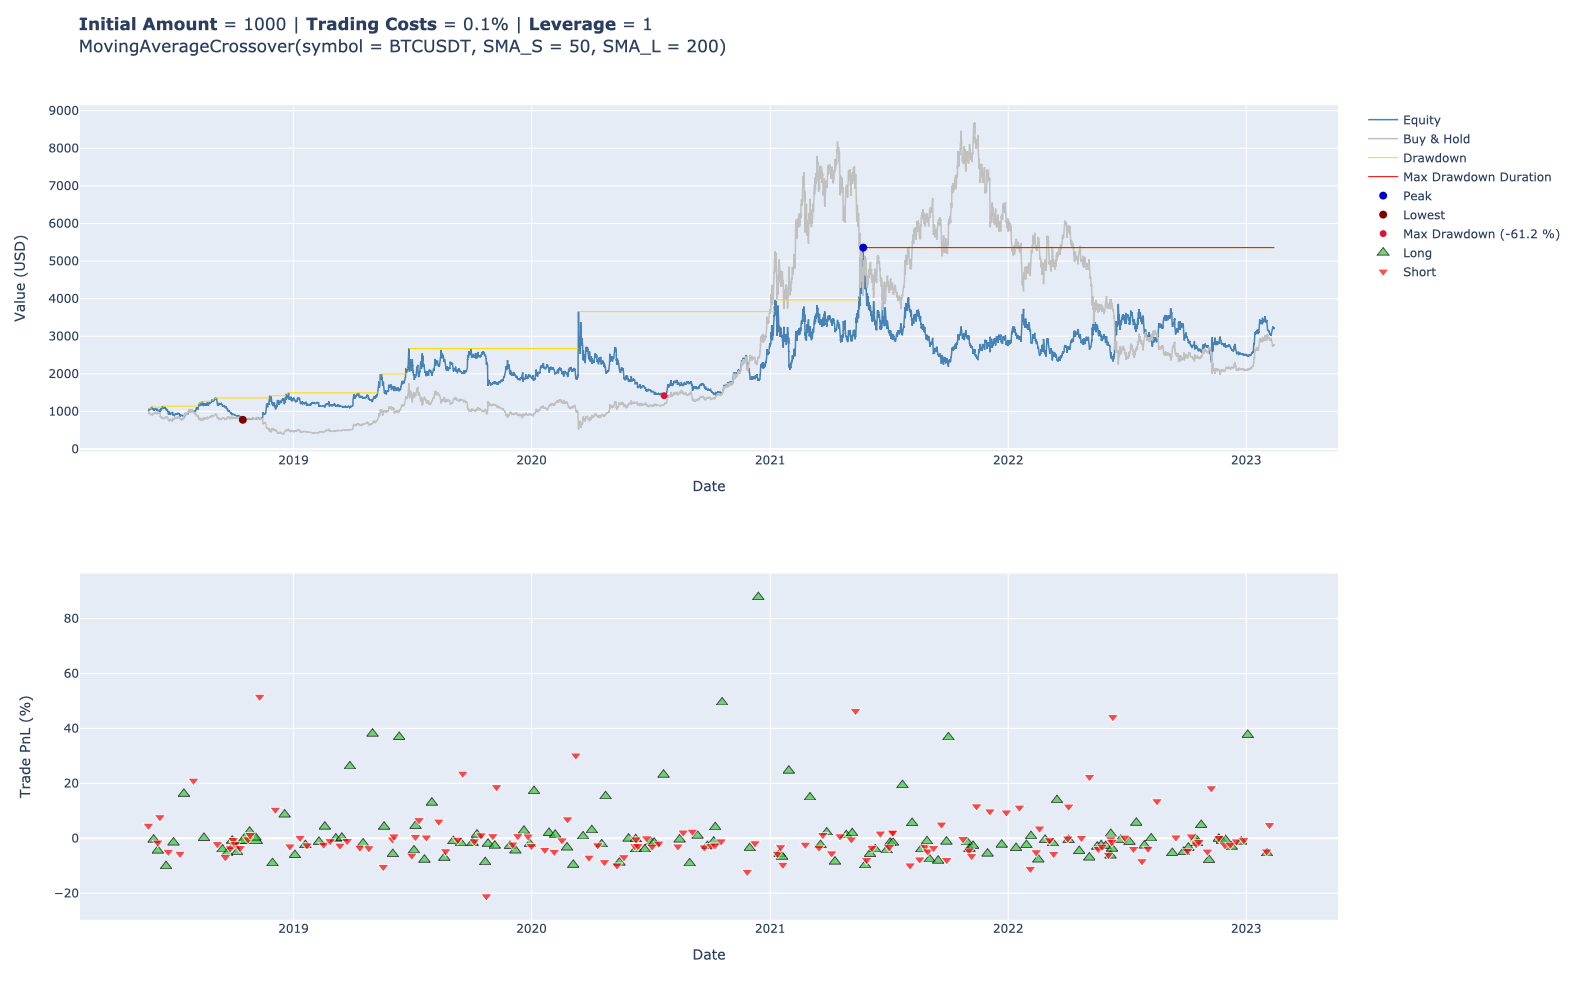 Initial Amount = 1000 | Trading Costs = 0.1% | Leverage = 1
MovingAverageCrossover(symbol = BTCUSDT, SMA_S = 50, SMA_L = 200)
9000
8000
7000
6000
5000
4000
3000
2000
1000
0
Value (USD)
2019
2020
2021
2022
2023
Date
Equity
Buy & Hold
Drawdown
Max Drawdown Duration
Peak
Lowest
Max Drawdown (-61.2 %)
Long
Short
80
60
40
20
0
−20
Trade PnL (%)
2019
2020
2021
2022
2023
Date